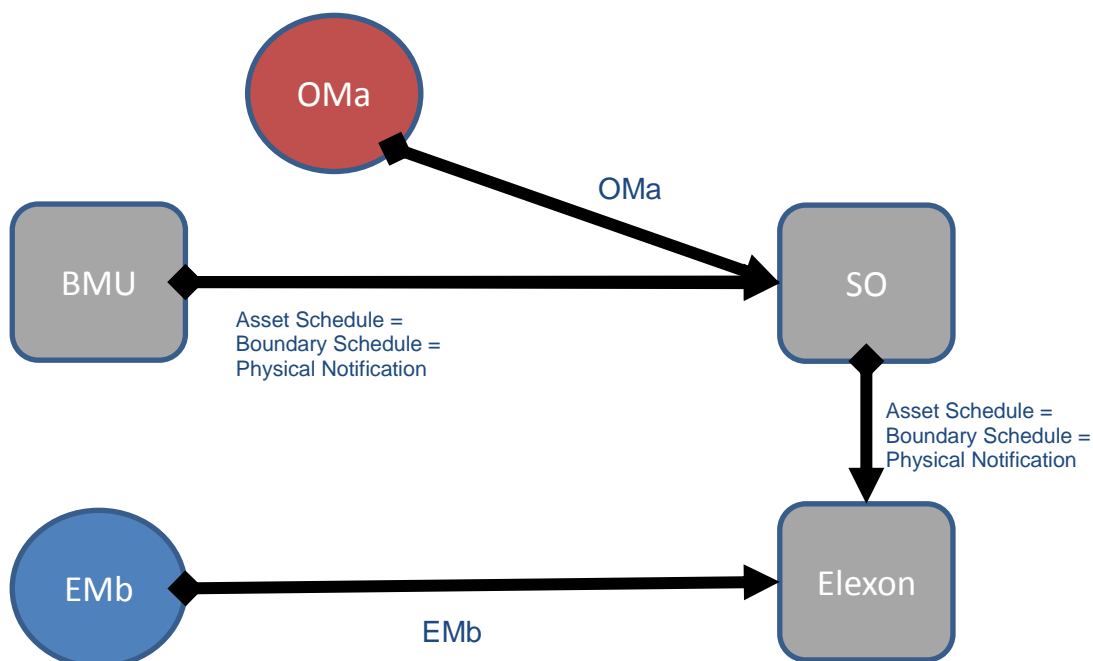 OMa
OMa
BMU
SO
Asset Schedule =
Boundary Schedule =
Physical Notification
Asset Schedule =
Boundary Schedule =
Physical Notification
EMb
Elexon
EMb